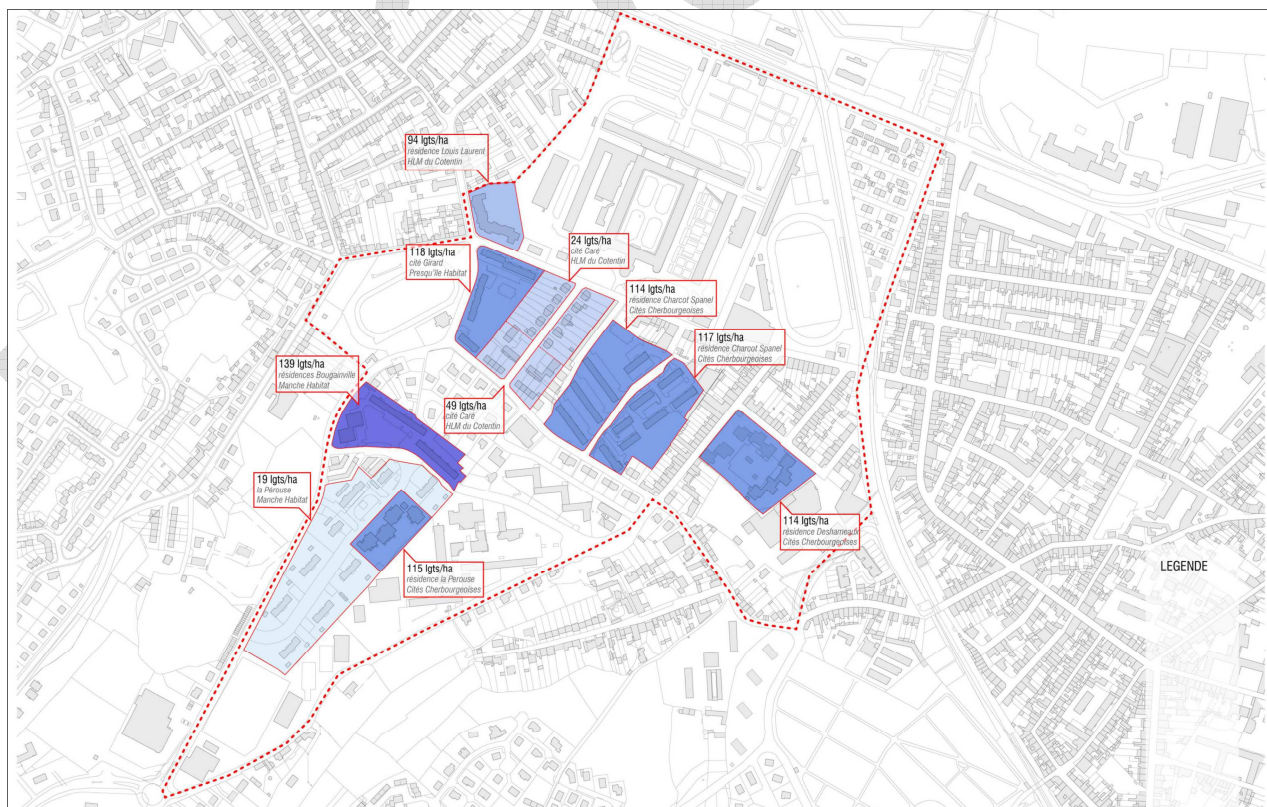 94 lgts/ha
résidence Louis Laurent
HLM du Cotentin
118 lgts/ha
cité Girard
Presqu'île Habitat
24 lgts/ha
cité Caré
HLM du Cotentin
114 lgts/ha
résidence Charcot Spanel
Cités Cherbourgeoises
117 lgts/ha
résidence Charcot Spanel
Cités Cherbourgeoises
139 lgts/ha
résidences Bougainville
Manche Habitat
49 lgts/ha
cité Caré
HLM du Cotentin
19 lgts/ha
la Pérouse
Manche Habitat
115 lgts/ha
résidence la Pérouse
Cités Cherbourgeoises
114 lgts/ha
résidence
Cités Cherbourgeoises
LEGENDE